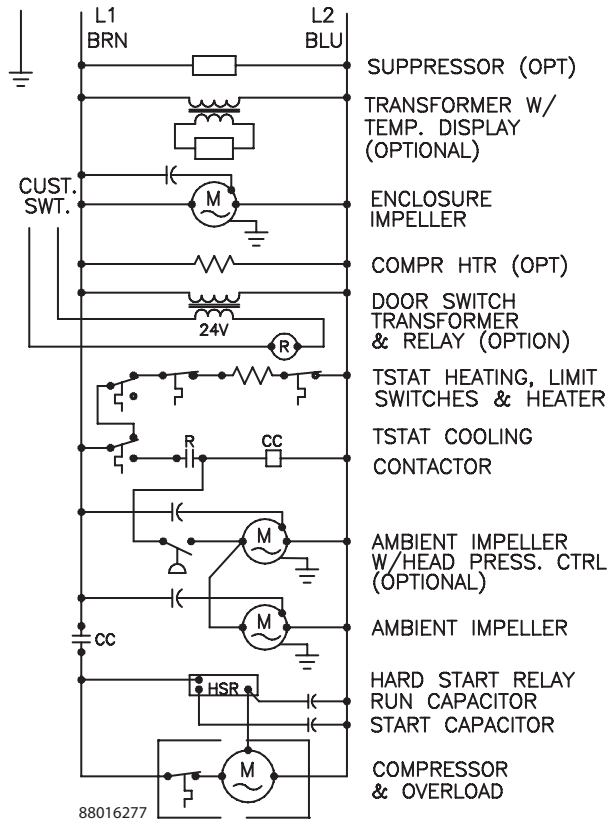 L1
BRN
L2
BLU
SUPPRESSOR (OPT)
TRANSFORMER W/
TEMP. DISPLAY
(OPTIONAL)
CUST.
SWT.
M
ENCLOSURE
IMPELLER
COMPR HTR (OPT)
24V
R
DOOR SWITCH
TRANSFORMER
& RELAY (OPTION)
TSTAT HEATING, LIMIT
SWITCHES & HEATER
R
CC
TSTAT COOLING
CONTACTOR
M
AMBIENT IMPELLER
W/HEAD PRESS. CTRL
(OPTIONAL)
M
AMBIENT IMPELLER
CC
HSR
HARD START RELAY
RUN CAPACITOR
START CAPACITOR
M
COMPRESSOR
& OVERLOAD
88016277